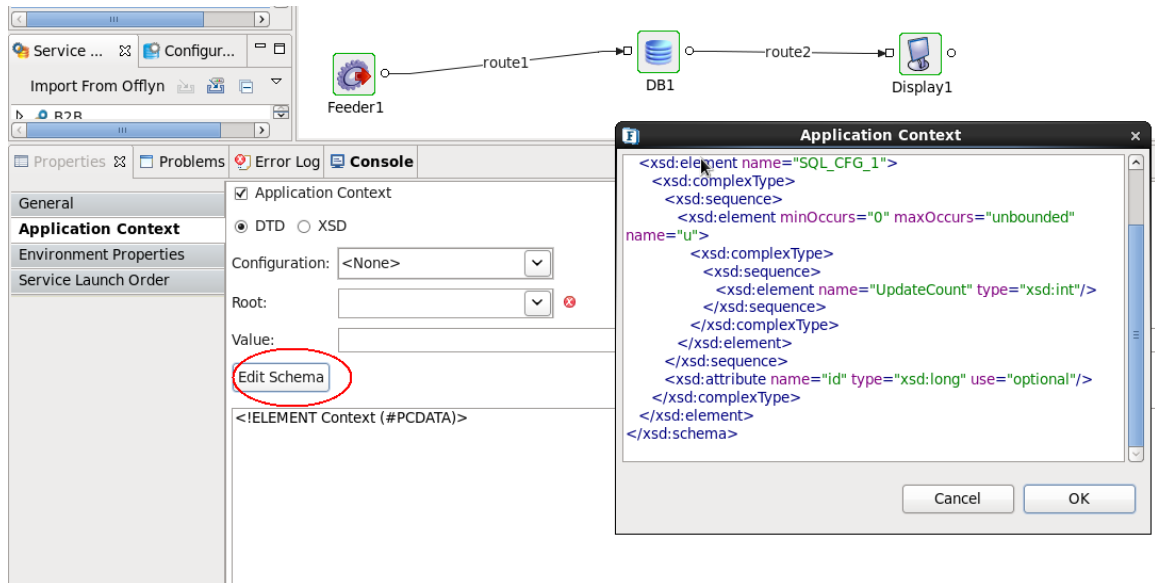 Service ...
Configur...
Import From Offlyn
B2B
route1
route2
Feeder1
DB1
Display1
Properties
Problems
Error Log
Console
General
Application Context
Environment Properties
Service Launch Order
Application Context
DTD
XSD
Configuration:
<None>
Root:
Value:
Edit Schema
<!ELEMENT Context (#PCDATA)>
Application Context
<xsd:element name="SQL_CFG_1">
<xsd:complexType>
<xsd:sequence>
<xsd:element minOccurs="0" maxOccurs="unbounded"
name="u">
<xsd:complexType>
<xsd:sequence>
<xsd:element name="UpdateCount" type="xsd:int"/>
</xsd:sequence>
</xsd:complexType>
</xsd:element>
</xsd:sequence>
<xsd:attribute name="id" type="xsd:long" use="optional"/>
</xsd:complexType>
</xsd:element>
</xsd:schema>
Cancel
OK